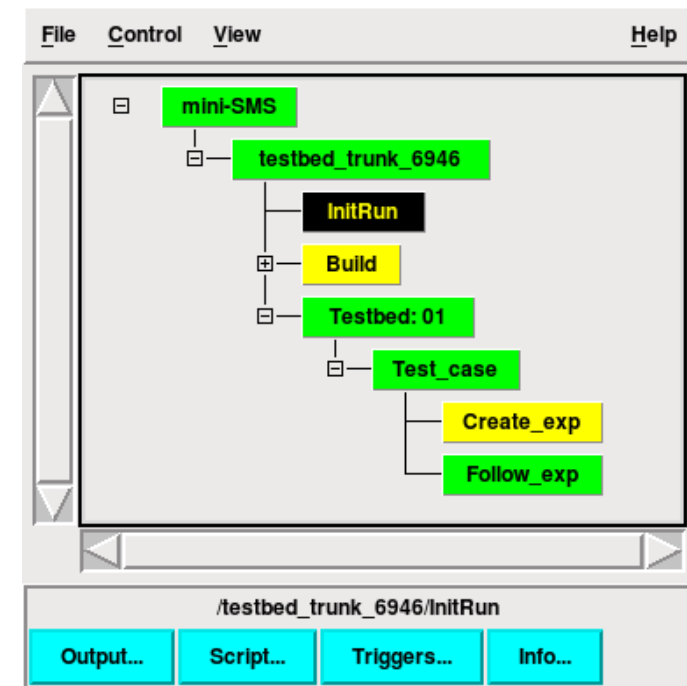 File Control View Help
mini-SMS
testbed_trunk_6946
InitRun
Build
Testbed: 01
Test_case
Create_exp
Follow_exp
/testbed_trunk_6946/InitRun
Output... Script... Triggers... Info...